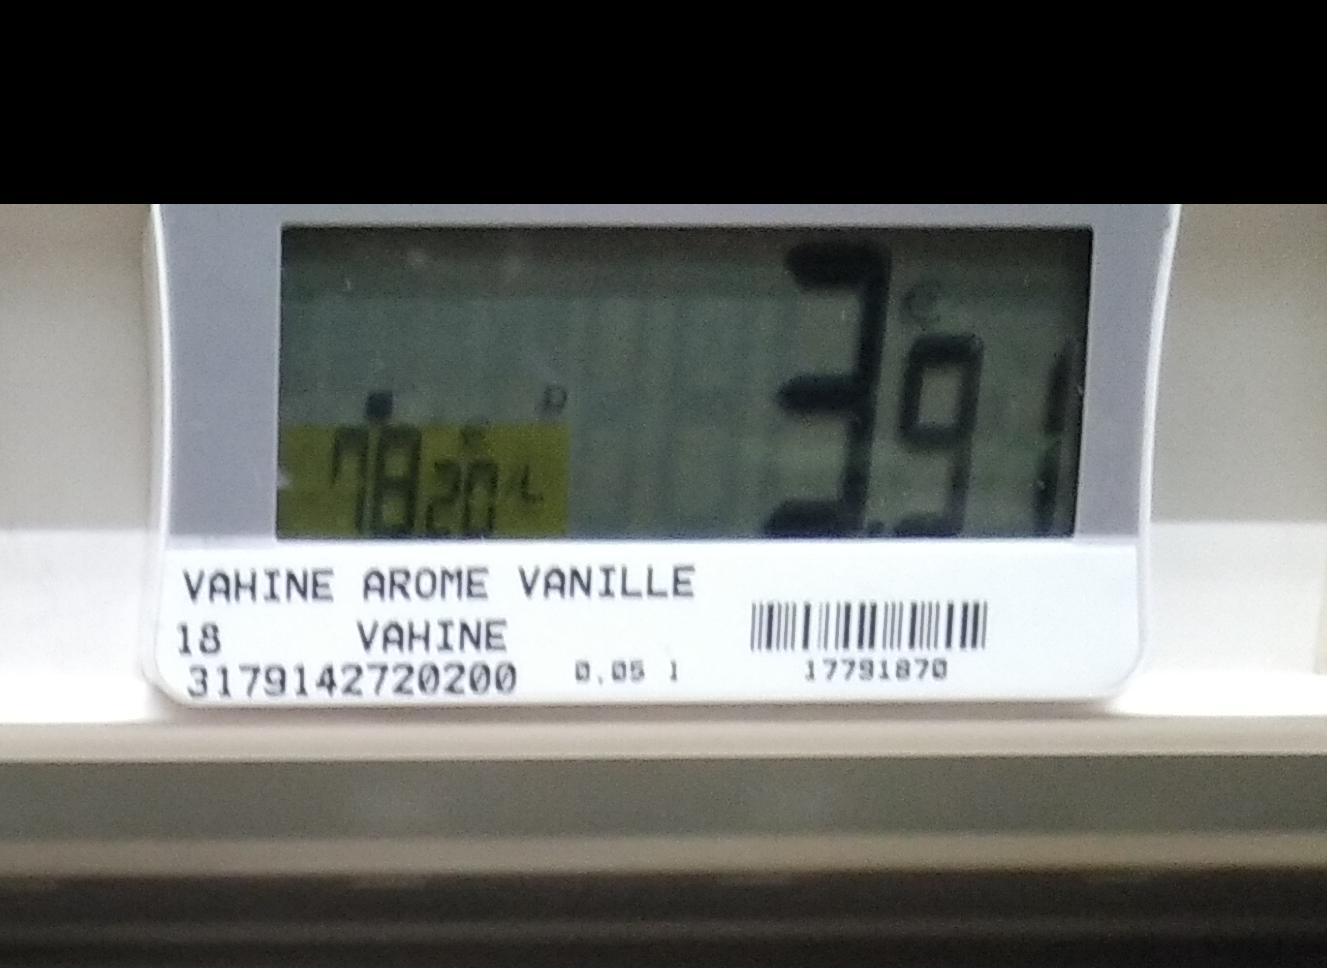 3.91 €
78.20 €/L
VAHINE AROME VANILLE
18 VAHINE
3179142720200 0,05 l
17791870